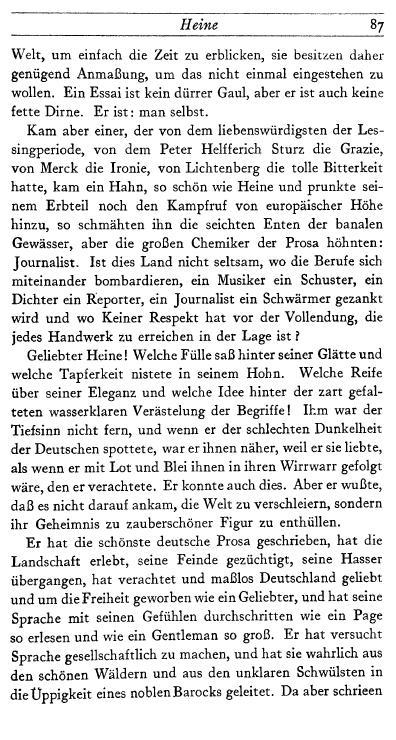 Heine 87
Welt, um einfach die Zeit zu erblicken, sie besitzen daher
genügend Anmaßung, um das nicht einmal eingestehen zu
wollen. Ein Essai ist kein dürrer Gaul, aber er ist auch keine
fette Dirne. Er ist: man selbst.
Kam aber einer, der von dem liebenswürdigsten der Les-
singperiode, von dem Peter Helfferich Sturz die Grazie,
von Merck die Ironie, von Lichtenberg die tolle Bitterkeit
hatte, kam ein Hahn, so schön wie Heine und prunkte sei-
nem Erbteil noch den Kampfruf von europäischer Höhe
hinzu, so schmähten ihn die seichten Enten der banalen
Gewässer, aber die großen Chemiker der Prosa höhnten:
Journalist. Ist dies Land nicht seltsam, wo die Berufe sich
miteinander bombardieren, ein Musiker ein Schuster, ein
Dichter ein Reporter, ein Journalist ein Schwärmer gezankt
wird und wo Keiner Respekt hat vor der Vollendung, die
jedes Handwerk zu erreichen in der Lage ist?
Geliebter Heine! Welche Fülle saß hinter seiner Glätte und
welche Tapferkeit nistete in seinem Hohn. Welche Reife
über seiner Eleganz und welche Idee hinter der zart gefal-
teten wasserklaren Verästelung der Begriffe! Ihm war der
Tiefsinn nicht fern, und wenn er der schlechten Dunkelheit
der Deutschen spottete, war er ihnen näher, weil er sie liebte,
als wenn er mit Lot und Blei ihnen in ihren Wirrwarr gefolgt
wäre, den er verachtete. Er konnte auch dies. Aber er wußte,
daß es nicht darauf ankam, die Welt zu verschleiern, sondern
ihr Geheimnis zu zauberschöner Figur zu enthüllen.
Er hat die schönste deutsche Prosa geschrieben, hat die
Landschaft erlebt, seine Feinde gezüchtigt, seine Hasser
übergangen, hat verachtet und maßlos Deutschland geliebt
und um die Freiheit geworben wie ein Geliebter, und hat seine
Sprache mit seinen Gefühlen durchschritten wie ein Page
so erlesen und wie ein Gentleman so groß. Er hat versucht
Sprache gesellschaftlich zu machen, und hat sie wahrlich aus
den schönen Wäldern und aus den unklaren Schwülsten in
die Üppigkeit eines noblen Barocks geleitet. Da aber schrieen